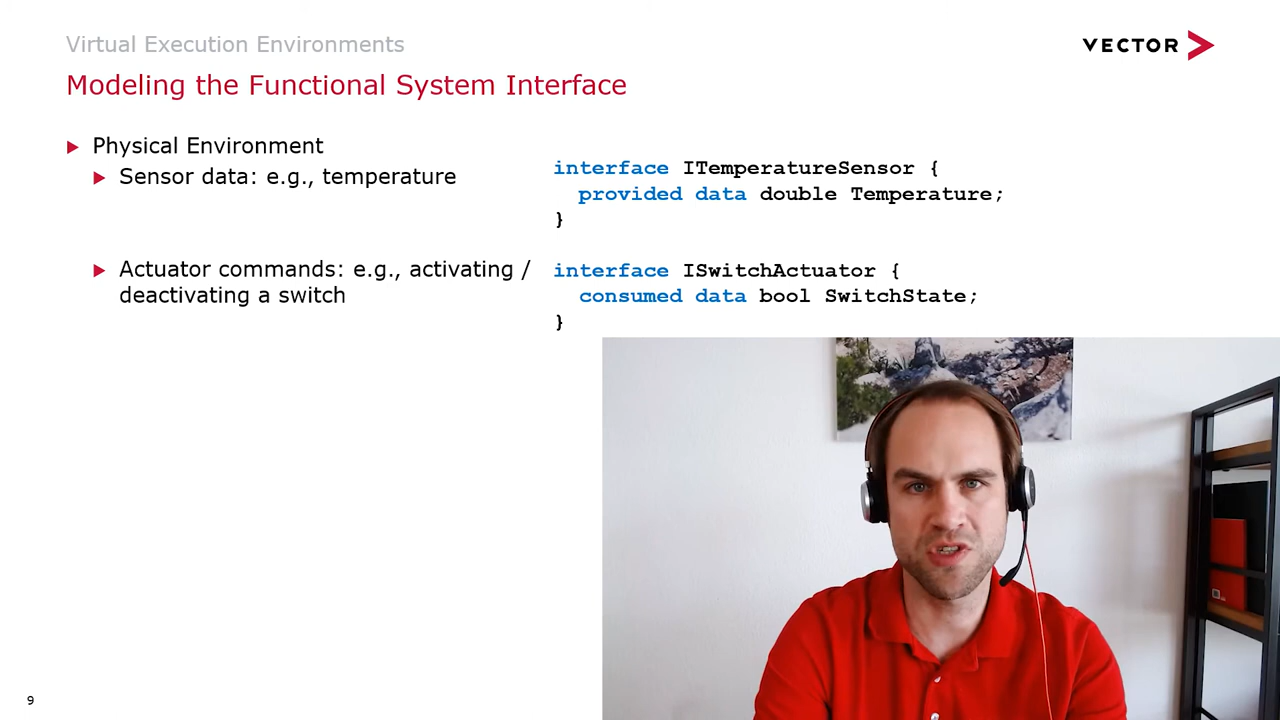 Virtual Execution Environments
VECTOR
Modeling the Functional System Interface
Physical Environment
Sensor data: e.g., temperature
interface ITemperatureSensor {
provided data double Temperature;
}
Actuator commands: e.g., activating /
deactivating a switch
interface ISwitchActuator {
consumed data bool SwitchState;
}
9